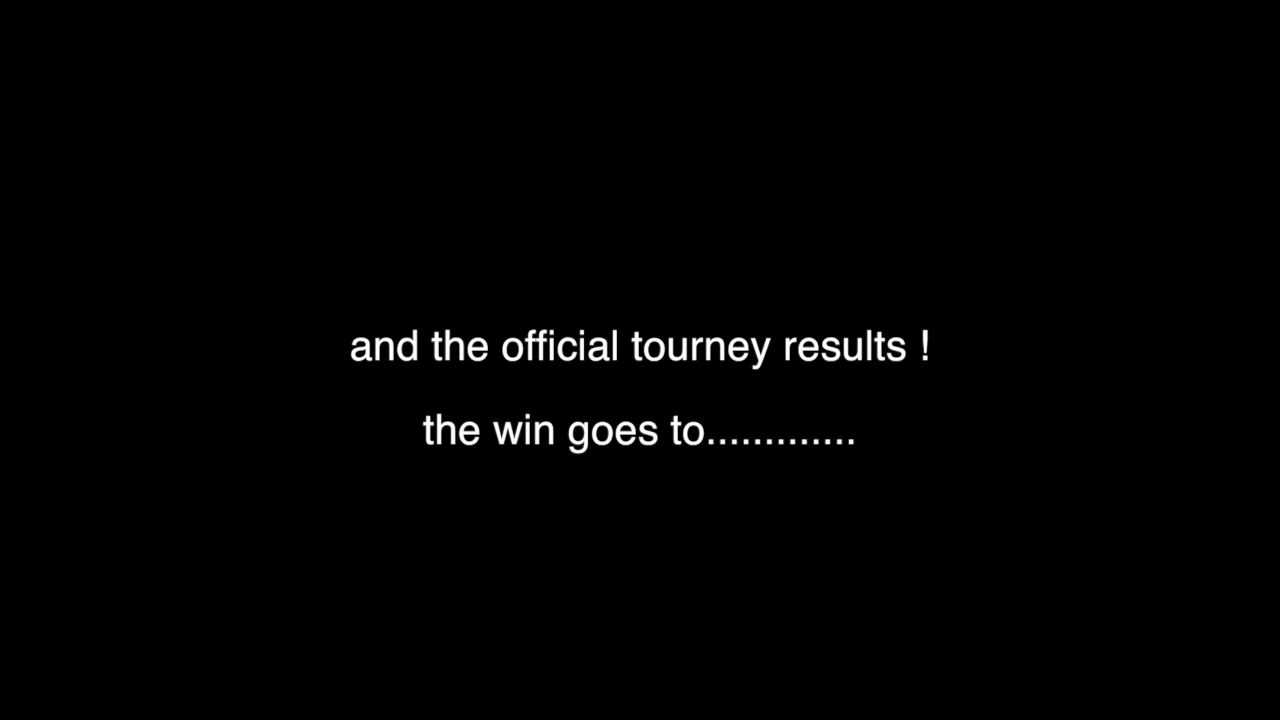 and the official tourney results !
the win goes to.............